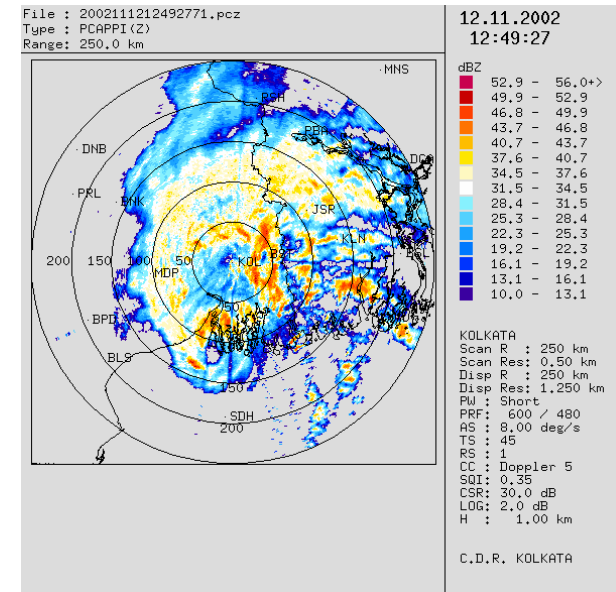 File : 2002111212492771.pcz
Type : PCAPPI(Z)
Range: 250.0 km
12.11.2002
12:49:27
dBZ
52.9 - 56.0+>
49.9 - 52.9
46.8 - 49.9
43.7 - 46.8
40.7 - 43.7
37.6 - 40.7
34.5 - 37.6
31.5 - 34.5
28.4 - 31.5
25.3 - 28.4
22.3 - 25.3
19.2 - 22.3
16.1 - 19.2
13.1 - 16.1
10.0 - 13.1
MNS
RSH
PBA
DNB
PRL
BNK
JSR
KLN
200 150 100 50
KOL
MDP
50
BPD
BLS
150
SDH
200
KOLKATA
Scan R : 250 km
Scan Res: 0.50 km
Disp R : 250 km
Disp Res: 1.250 km
PW : Short
PRF: 600 / 480
AS : 8.00 deg/s
TS : 45
RS : 1
CC : Doppler 5
SQI: 0.35
CSR: 30.0 dB
LOG: 2.0 dB
H : 1.00 km
C.D.R. KOLKATA